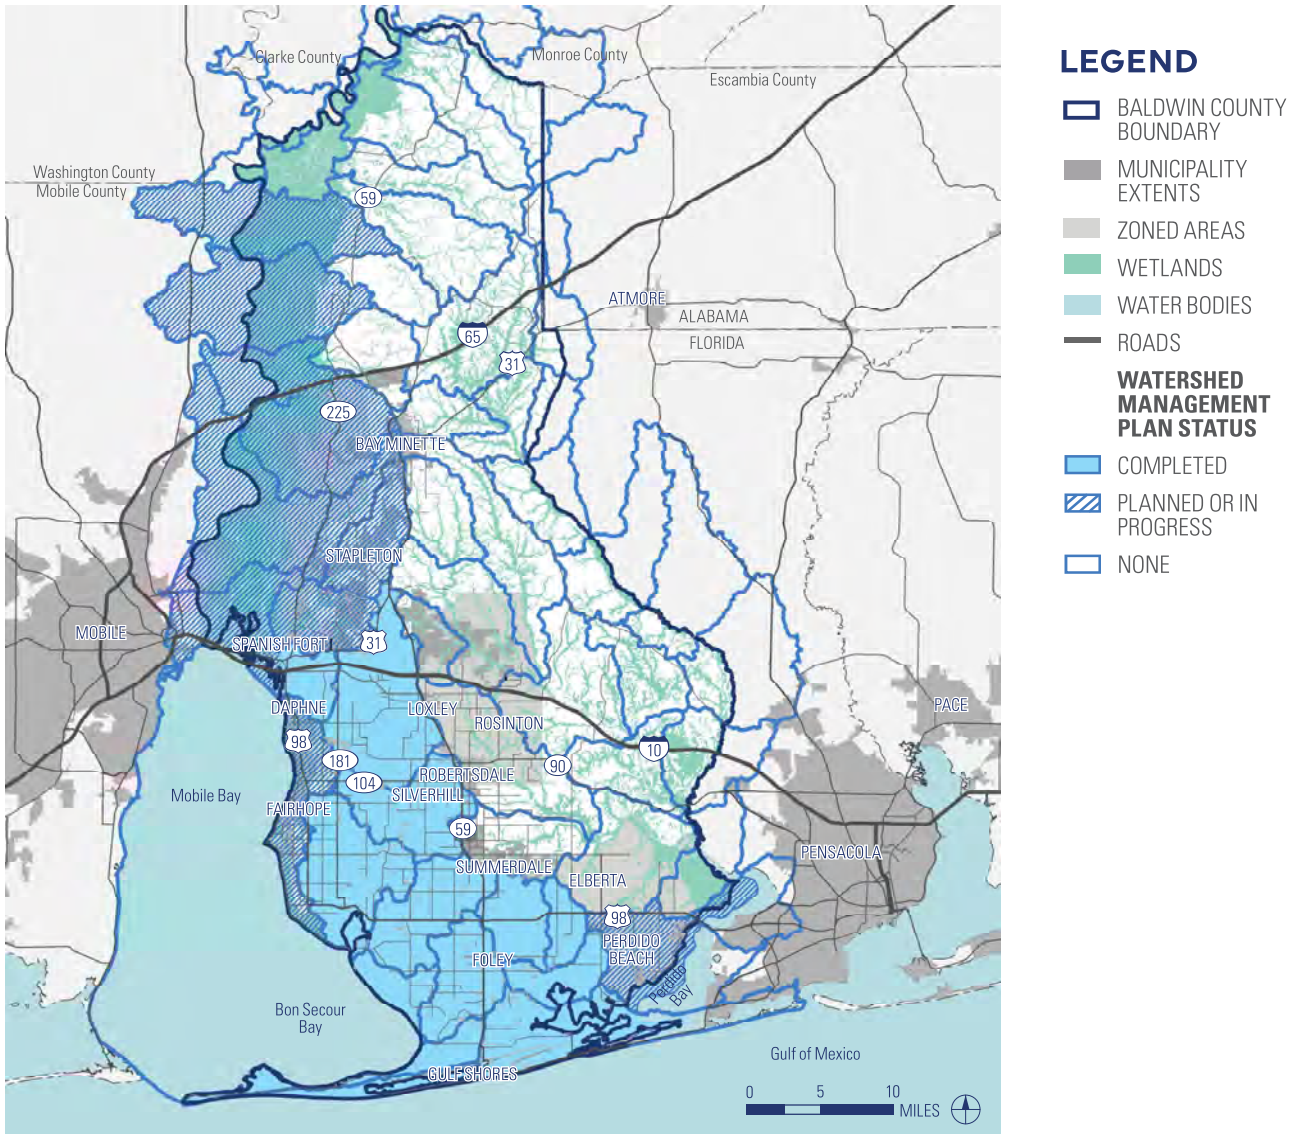 Clarke County
Monroe County
Escambia County
Washington County
Mobile County
59
ATMORE
ALABAMA
FLORIDA
65
31
225
BAY MINETTE
STAPLETON
MOBILE
SPANISH FORT
31
DAPHNE
LOXLEY
ROSINTON
PACE
98
181
104
90
10
ROBERTSDALE
SILVERHILL
Mobile Bay
FAIRHOPE
59
SUMMERDALE
PENSACOLA
ELBERTA
98
PERDIDO
BEACH
FOLEY
Perdido
Bay
Bon Secour
Bay
Gulf of Mexico
GULF SHORES
0 5 10
MILES
LEGEND
BALDWIN COUNTY
BOUNDARY
MUNICIPALITY
EXTENTS
ZONED AREAS
WETLANDS
WATER BODIES
ROADS
WATERSHED
MANAGEMENT
PLAN STATUS
COMPLETED
PLANNED OR IN
PROGRESS
NONE